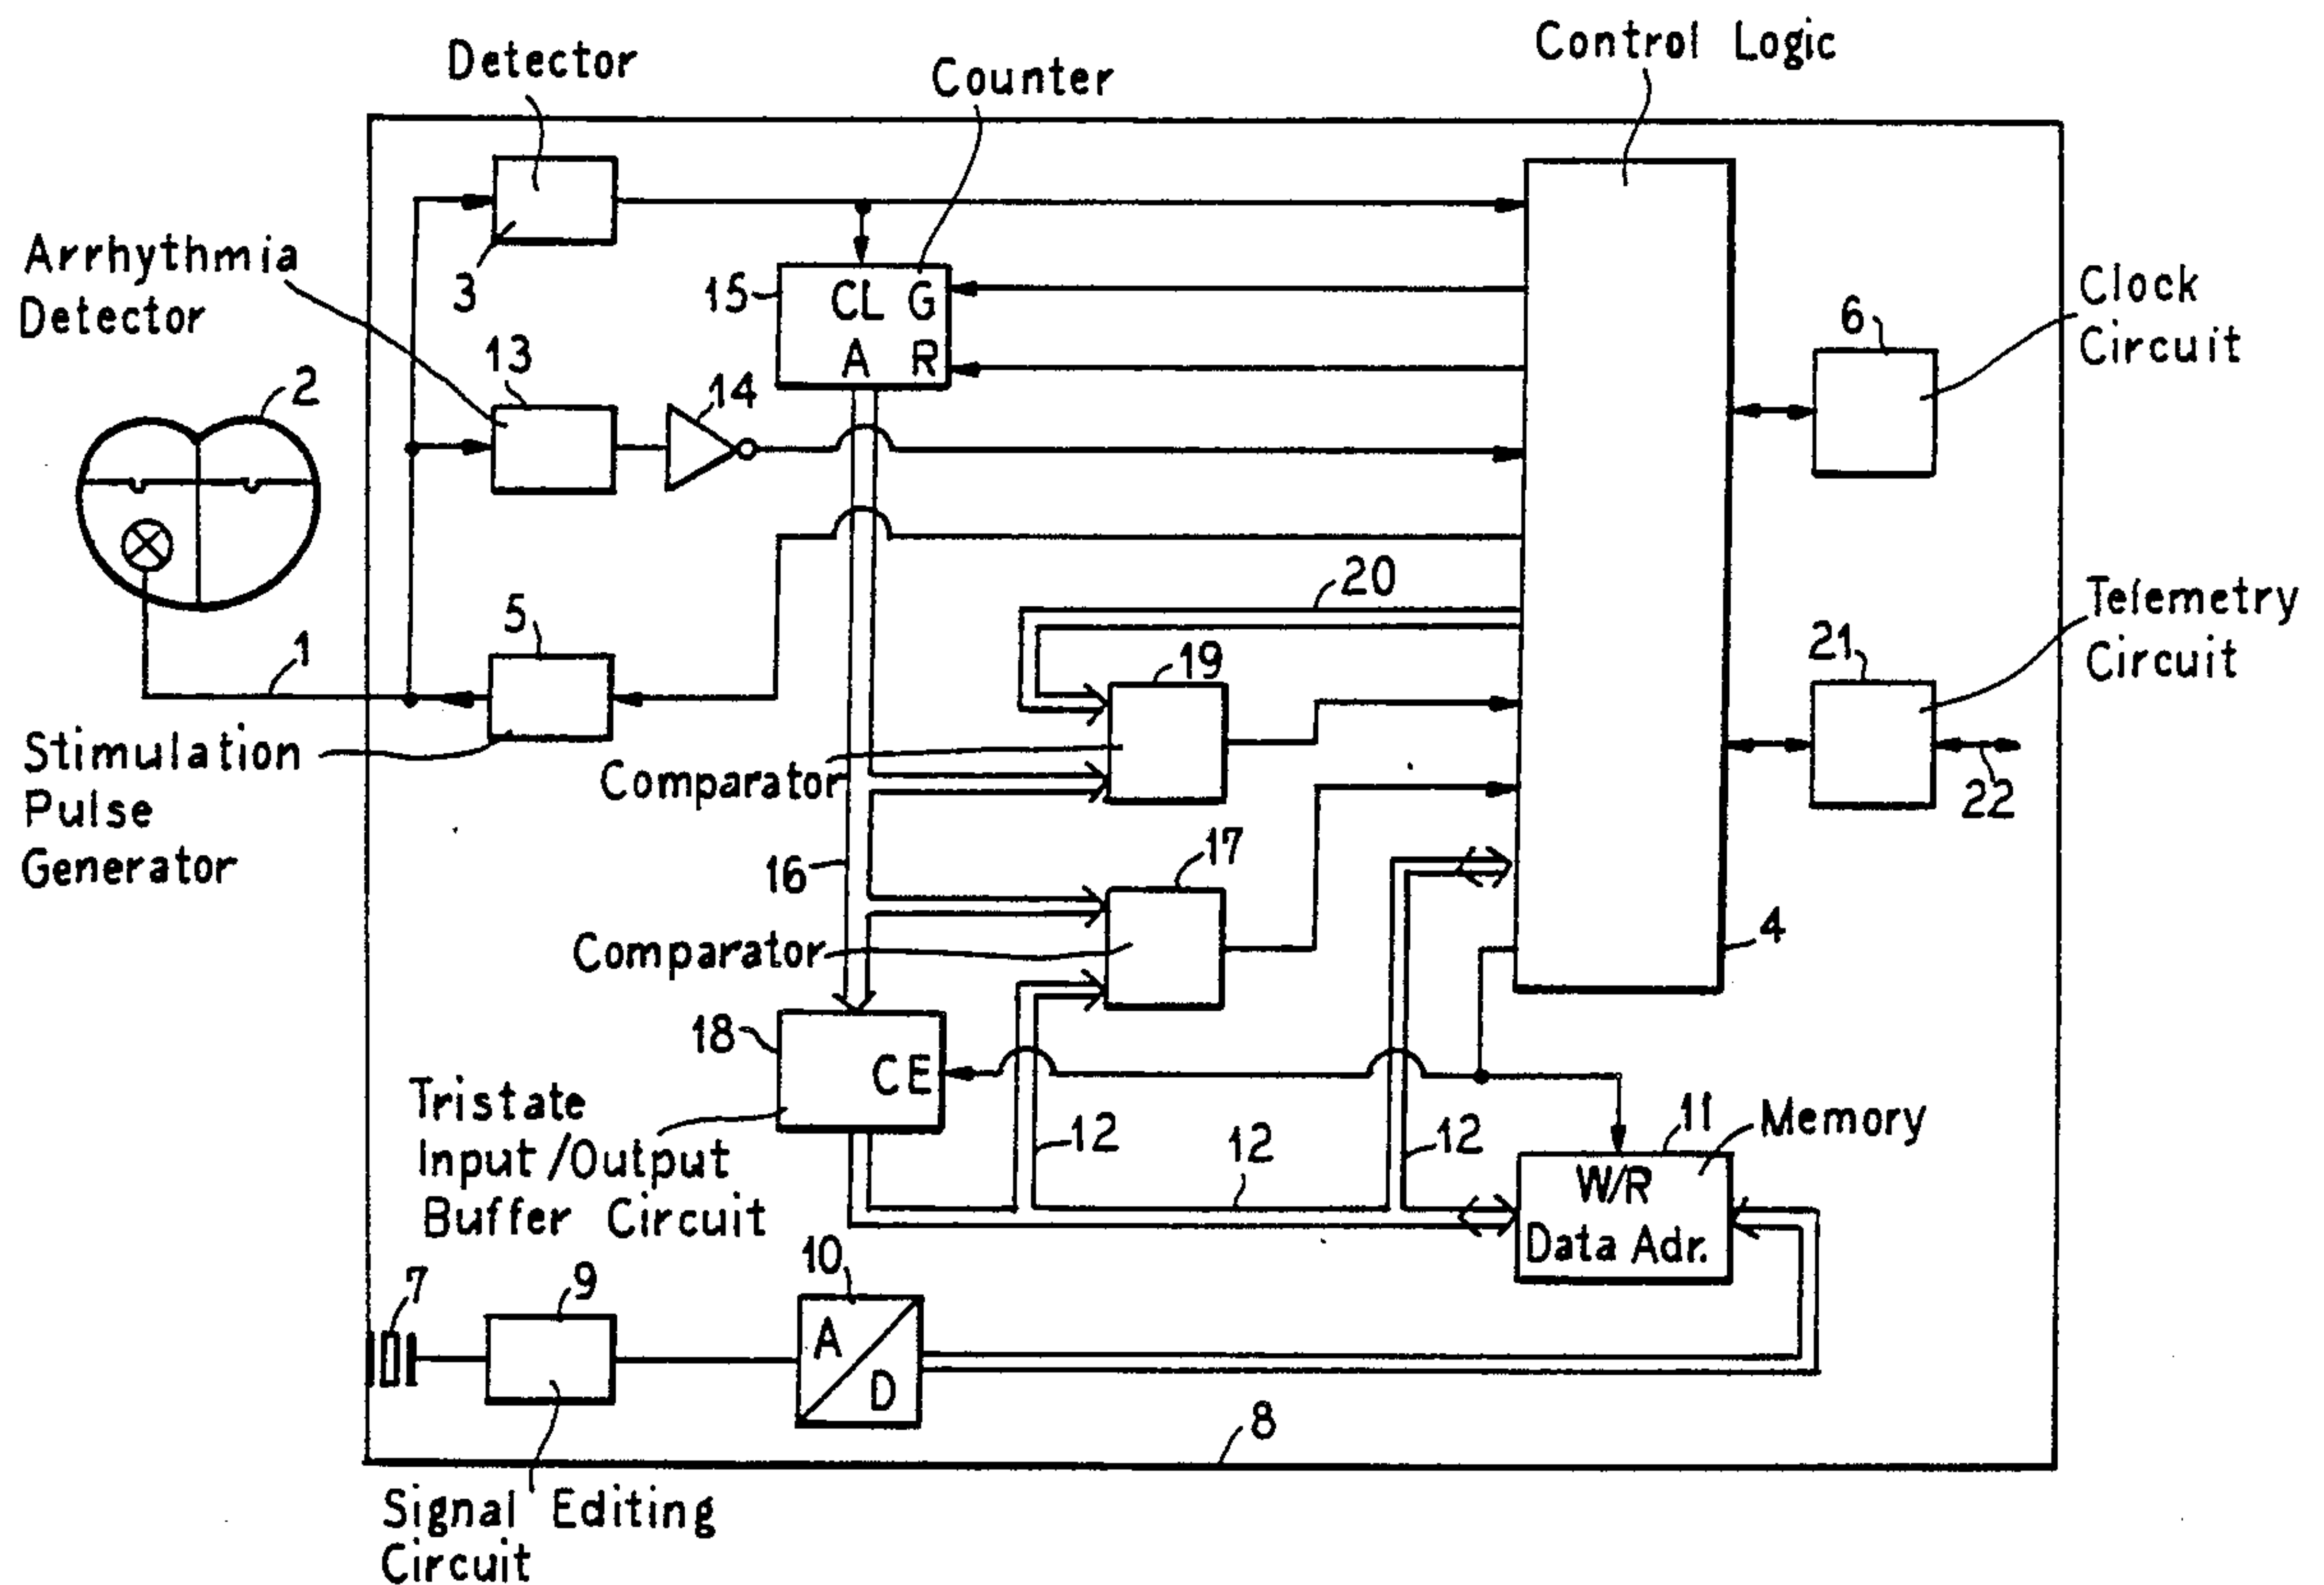 Control Logic
Detector
Counter
Arrhythmia
Detector
3
15
CL G
A R
Clock
Circuit
6
13
14
2
20
5
1
19
21
Telemetry
Circuit
Stimulation
Pulse
Generator
Comparator
22
16
17
Comparator
4
18
CE
Tristate
Input/Output
Buffer Circuit
12
12
12
11
Memory
W/R
Data Adr.
10
7
9
A
D
8
Signal Editing
Circuit